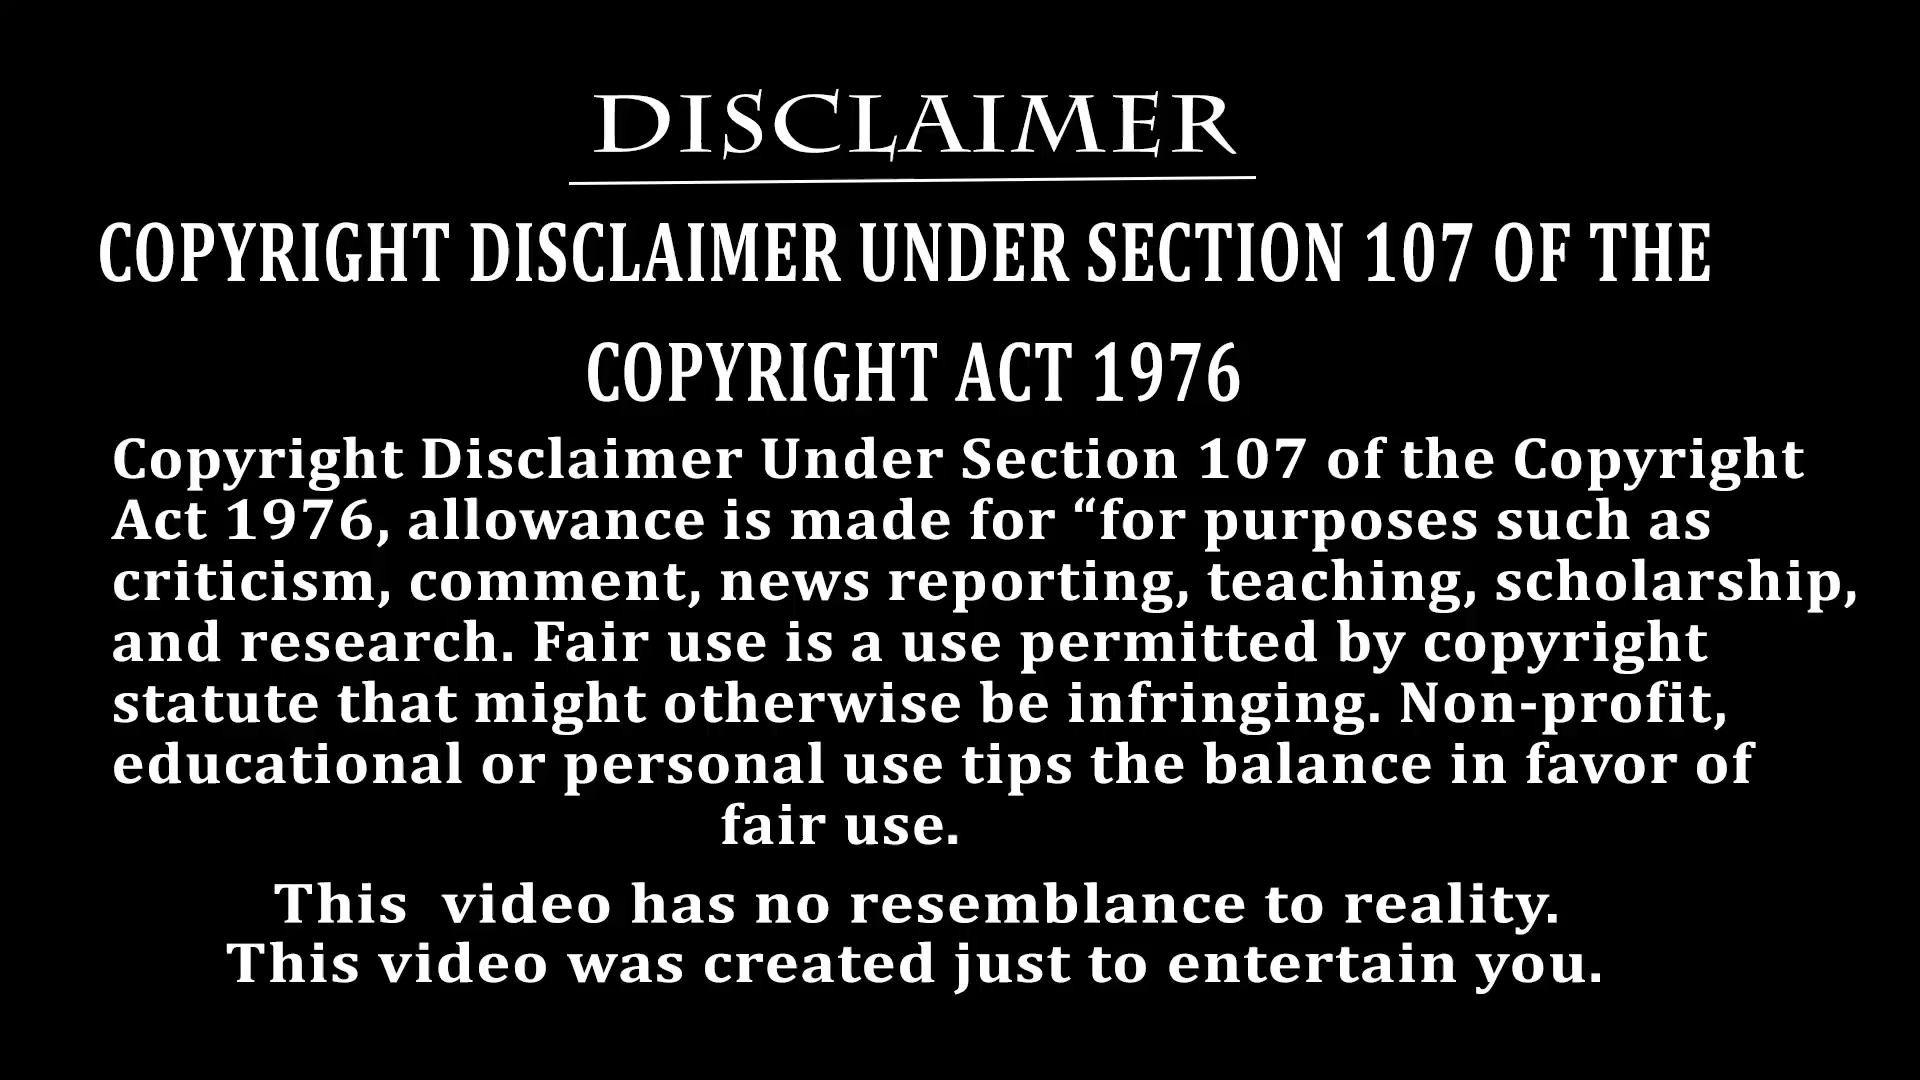 DISCLAIMER
COPYRIGHT DISCLAIMER UNDER SECTION 107 OF THE
COPYRIGHT ACT 1976
Copyright Disclaimer Under Section 107 of the Copyright
Act 1976, allowance is made for “for purposes such as
criticism, comment, news reporting, teaching, scholarship,
and research. Fair use is a use permitted by copyright
statute that might otherwise be infringing. Non-profit,
educational or personal use tips the balance in favor of
fair use.
This  video has no resemblance to reality.
This video was created just to entertain you.